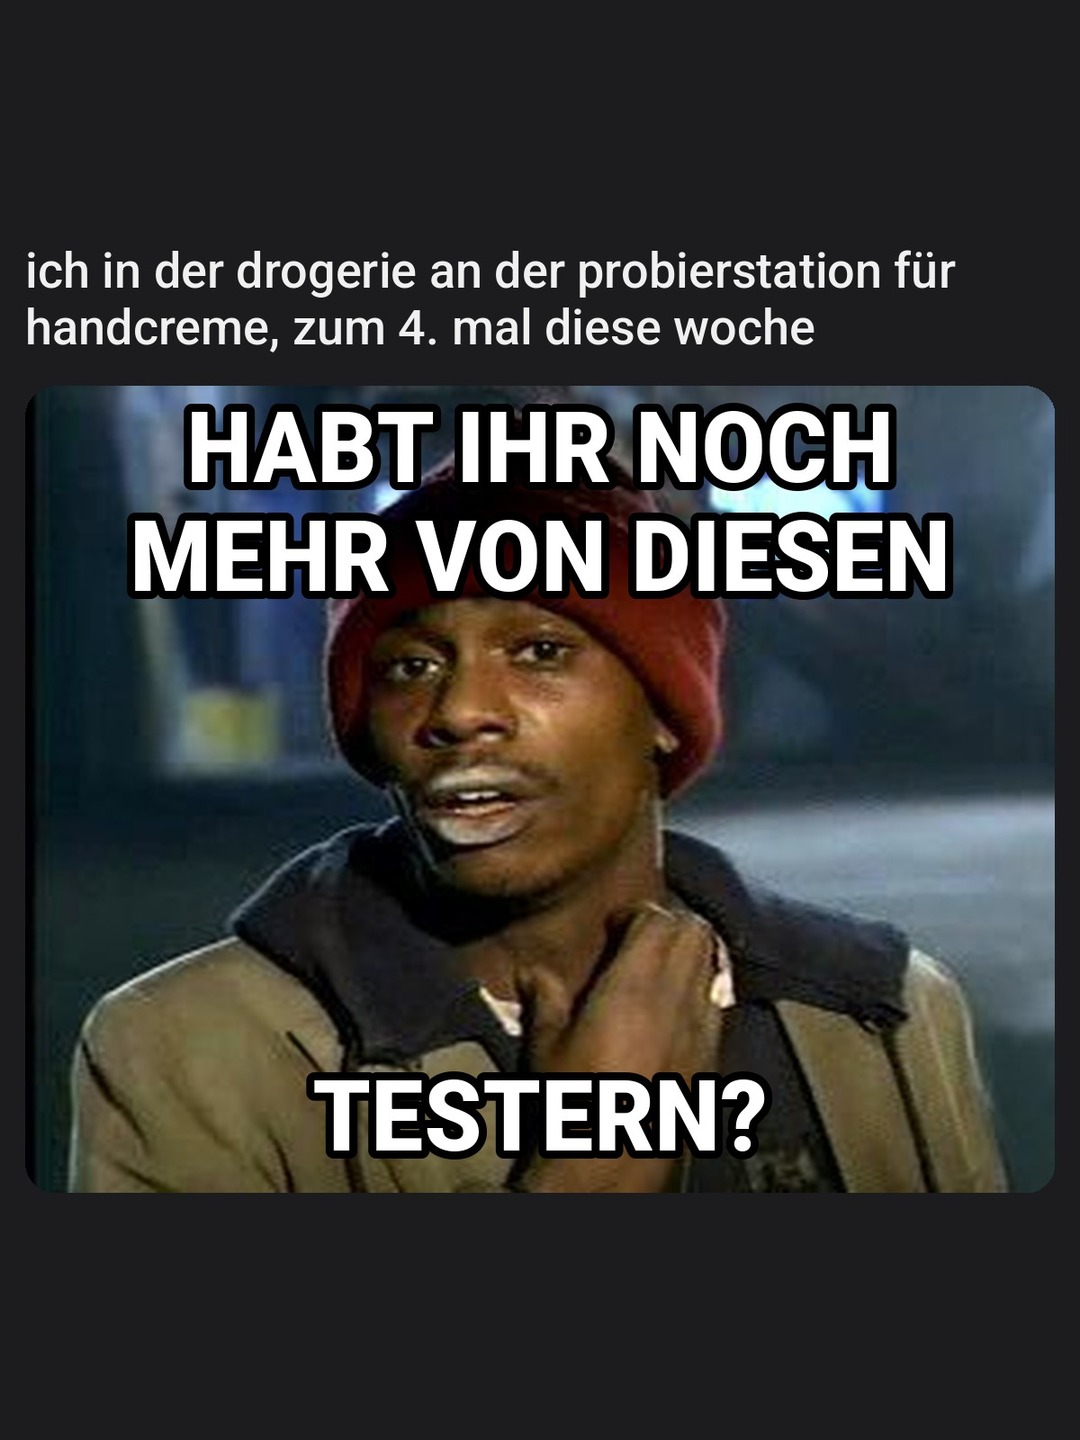 ich in der drogerie an der probierstation für
handcreme, zum 4. mal diese woche
HABT IHR NOCH
MEHR VON DIESEN
TESTERN?